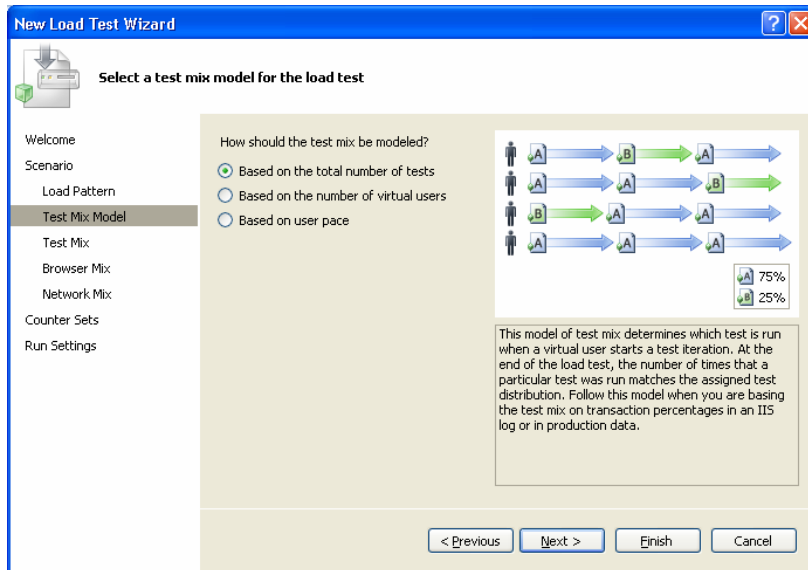 New Load Test Wizard
Select a test mix model for the load test
Welcome
Scenario
Load Pattern
Test Mix Model
Test Mix
Browser Mix
Network Mix
Counter Sets
Run Settings
How should the test mix be modeled?
Based on the total number of tests
Based on the number of virtual users
Based on user pace
A B A
A A B
B A A
A A A
A 75%
B 25%
This model of test mix determines which test is run
when a virtual user starts a test iteration. At the
end of the load test, the number of times that a
particular test was run matches the assigned test
distribution. Follow this model when you are basing
the test mix on transaction percentages in an IIS
log or in production data.
< Previous Next > Finish Cancel